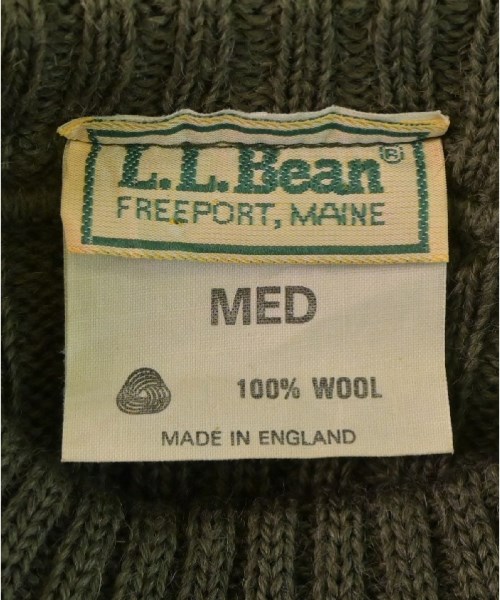 L.L.Bean®
FREEPORT, MAINE
MED
100% WOOL
MADE IN ENGLAND